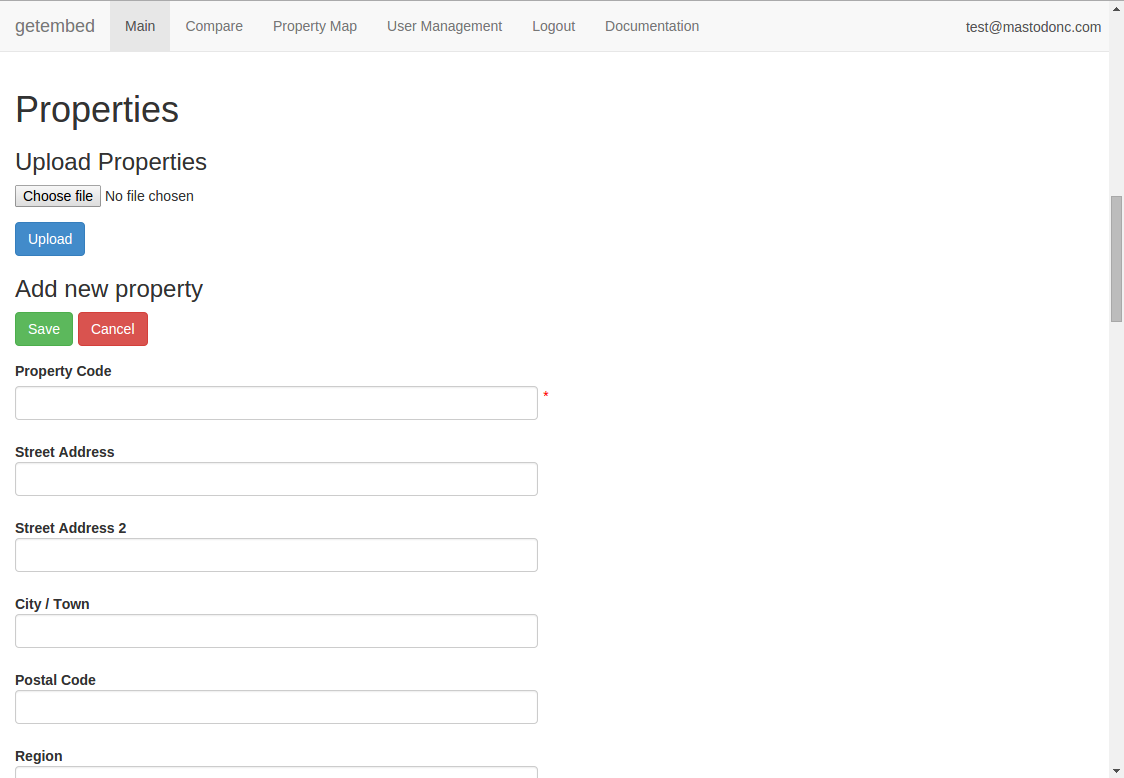 getembed Main Compare Property Map User Management Logout Documentation test@mastodonc.com
Properties
Upload Properties
Choose file No file chosen
Upload
Add new property
Save Cancel
Property Code
*
Street Address
Street Address 2
City / Town
Postal Code
Region